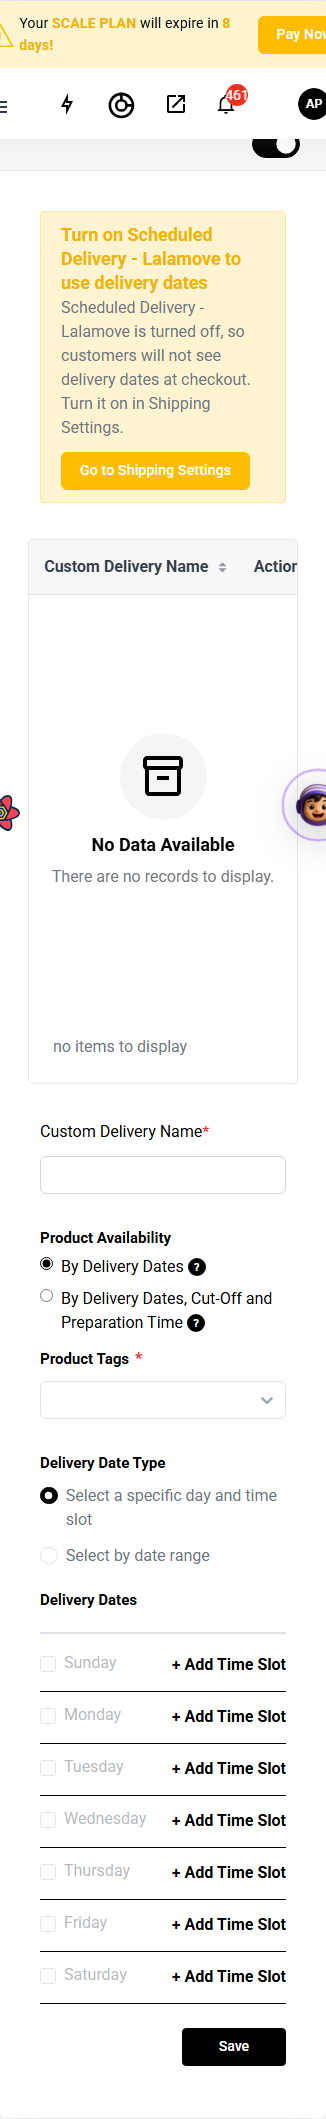 Your SCALE PLAN will expire in 8
days!
Pay Now
461
AP
Turn on Scheduled
Delivery - Lalamove to
use delivery dates
Scheduled Delivery -
Lalamove is turned off, so
customers will not see
delivery dates at checkout.
Turn it on in Shipping
Settings.
Go to Shipping Settings
Custom Delivery Name Action
No Data Available
There are no records to display.
no items to display
Custom Delivery Name*
Product Availability
By Delivery Dates ?
By Delivery Dates, Cut-Off and
Preparation Time ?
Product Tags *
Delivery Date Type
Select a specific day and time
slot
Select by date range
Delivery Dates
Sunday + Add Time Slot
Monday + Add Time Slot
Tuesday + Add Time Slot
Wednesday + Add Time Slot
Thursday + Add Time Slot
Friday + Add Time Slot
Saturday + Add Time Slot
Save